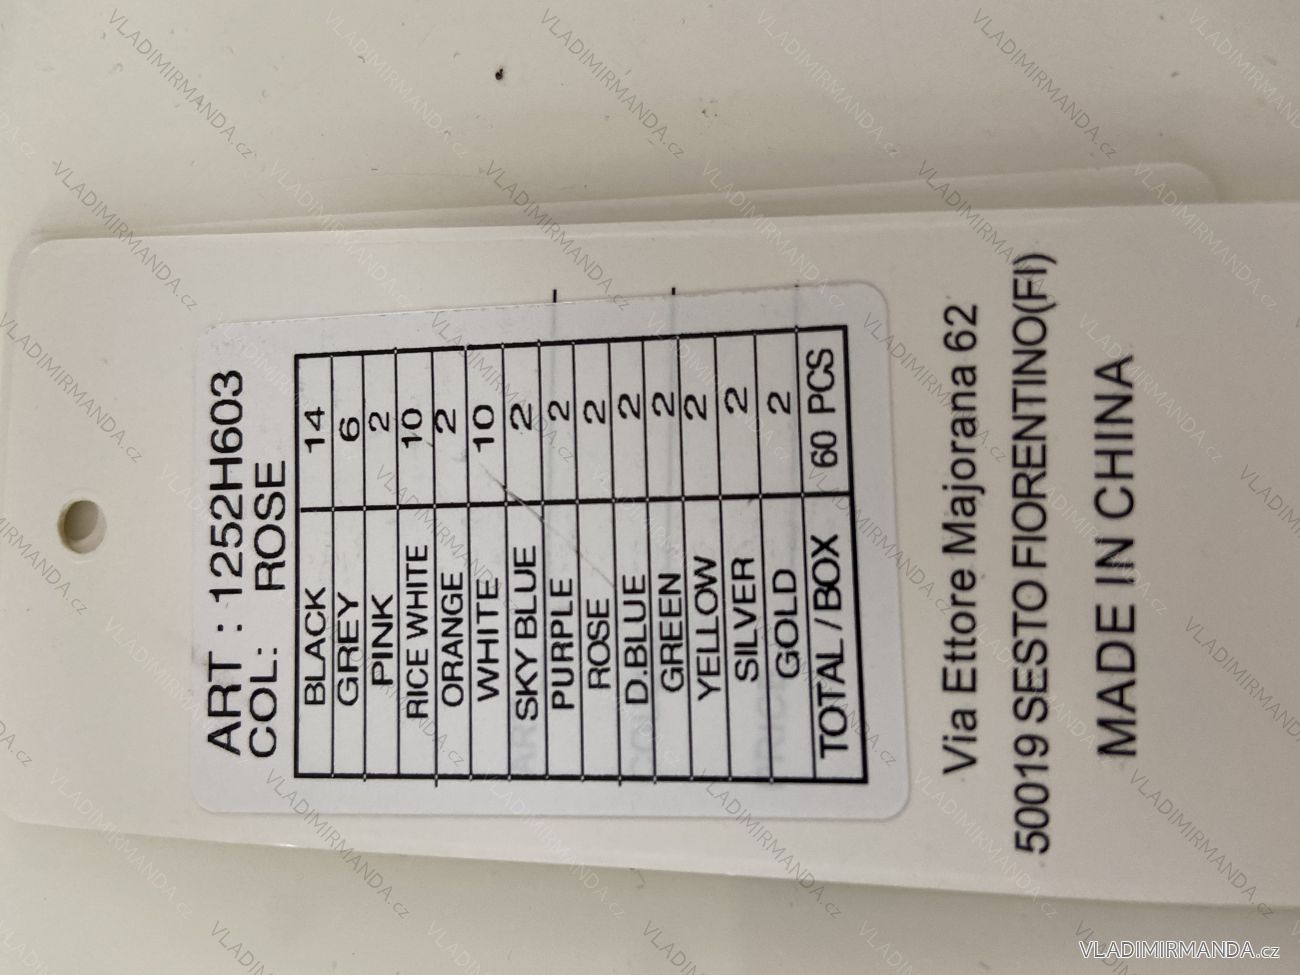 ART : 1252H603
COL: ROSE
BLACK 14
GREY 6
PINK 2
RICE WHITE 10
ORANGE 2
WHITE 10
SKY BLUE 2
PURPLE 2
ROSE 2
D.BLUE 2
GREEN 2
YELLOW 2
SILVER 2
GOLD 2
TOTAL / BOX 60 PCS
Via Ettore Majorana 62
50019 SESTO FIORENTINO(FI)
MADE IN CHINA
VLADIMIRMANDA.cz